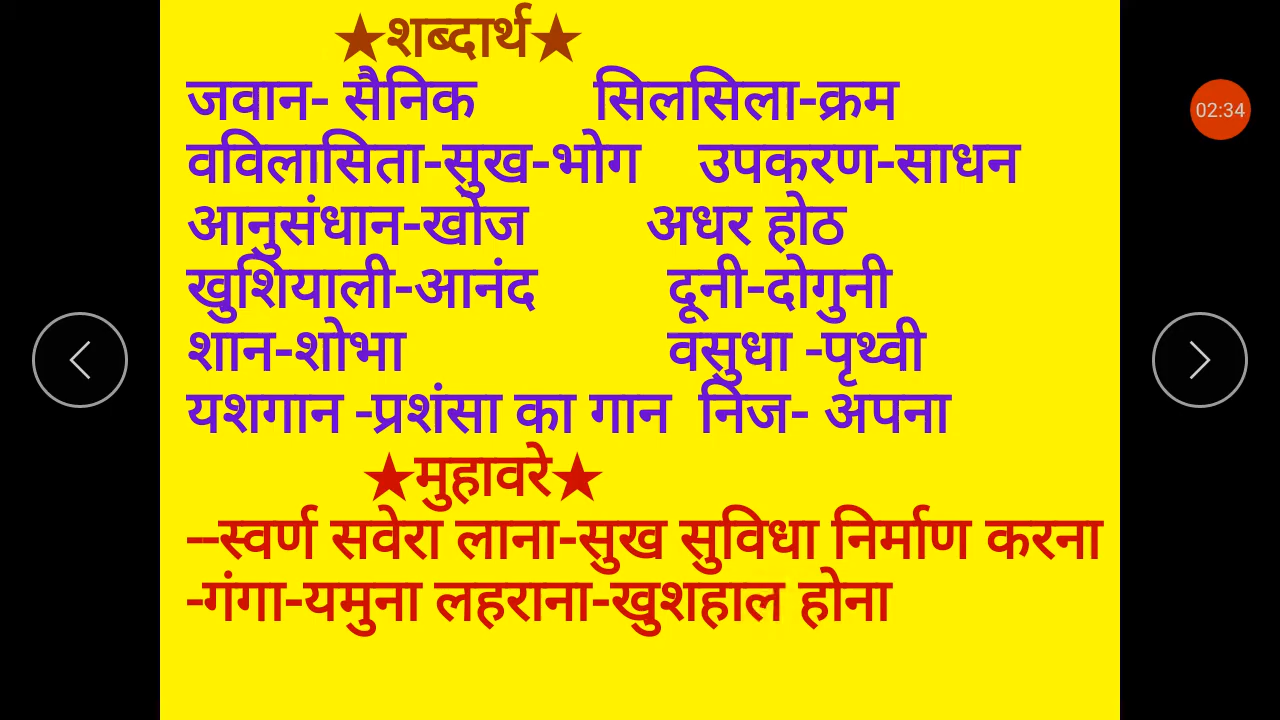 ★शब्दार्थ★
जवान- सैनिक सिलसिला-क्रम
02:34
वविलासिता-सुख-भोग उपकरण-साधन
आनुसंधान-खोज अधर होठ
खुशियाली-आनंद दूनी-दोगुनी
शान-शोभा वसुधा -पृथ्वी
यशगान -प्रशंसा का गान निज- अपना
★मुहावरे★
--स्वर्ण सवेरा लाना-सुख सुविधा निर्माण करना
-गंगा-यमुना लहराना-खुशहाल होना